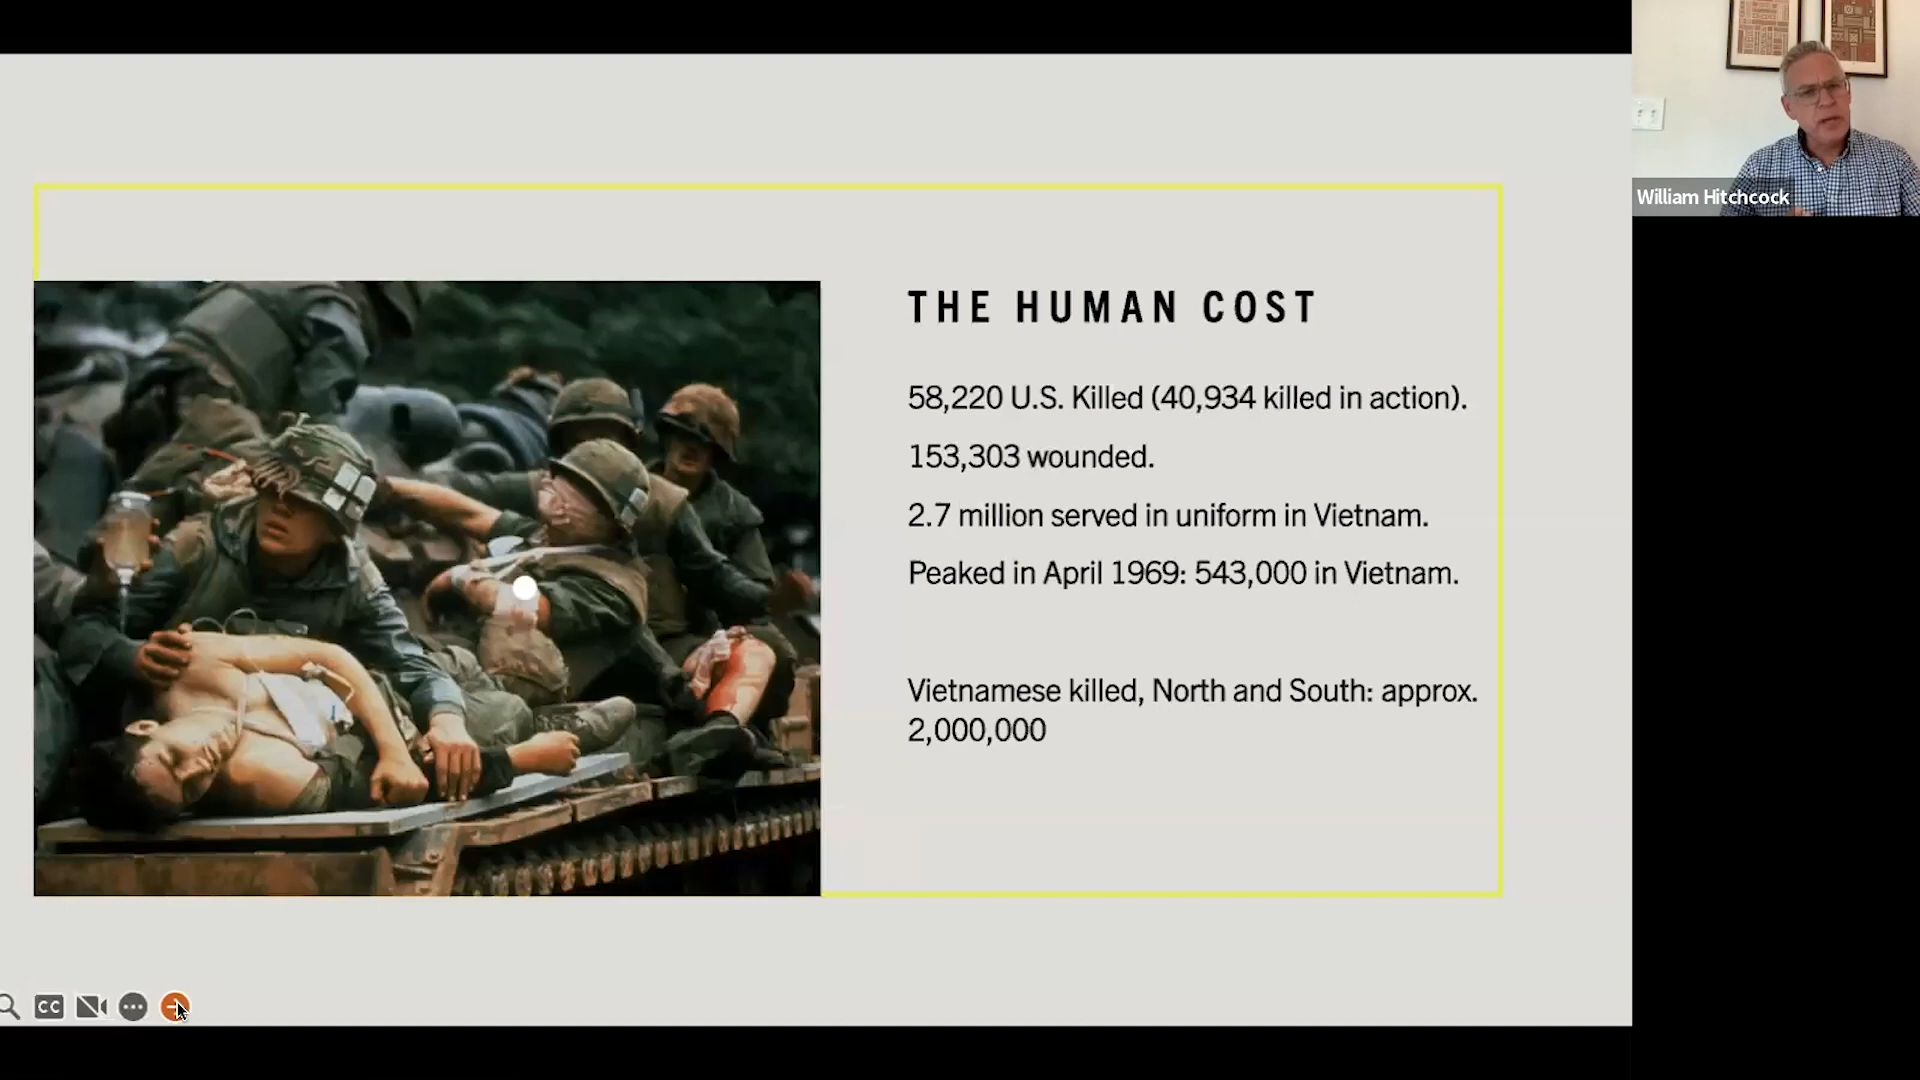 William Hitchcock
THE HUMAN COST
58,220 U.S. Killed (40,934 killed in action).
153,303 wounded.
2.7 million served in uniform in Vietnam.
Peaked in April 1969: 543,000 in Vietnam.
Vietnamese killed, North and South: approx.
2,000,000
CC